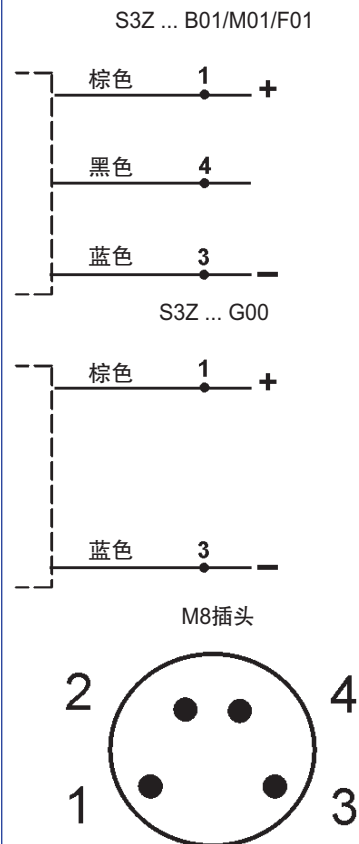 S3Z ... B01/M01/F01
棕色 1 +
黑色 4
蓝色 3 −
S3Z ... G00
棕色 1 +
蓝色 3 −
M8插头
2 4
1 3